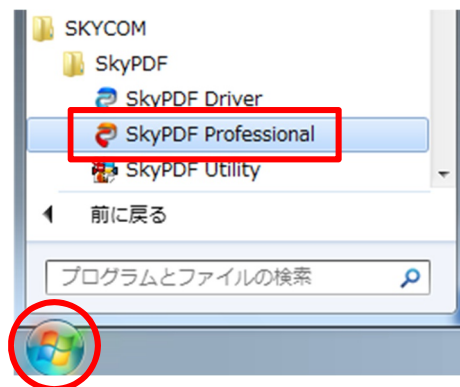 SKYCOM
SkyPDF
SkyPDF Driver
SkyPDF Professional
SkyPDF Utility
前に戻る
プログラムとファイルの検索